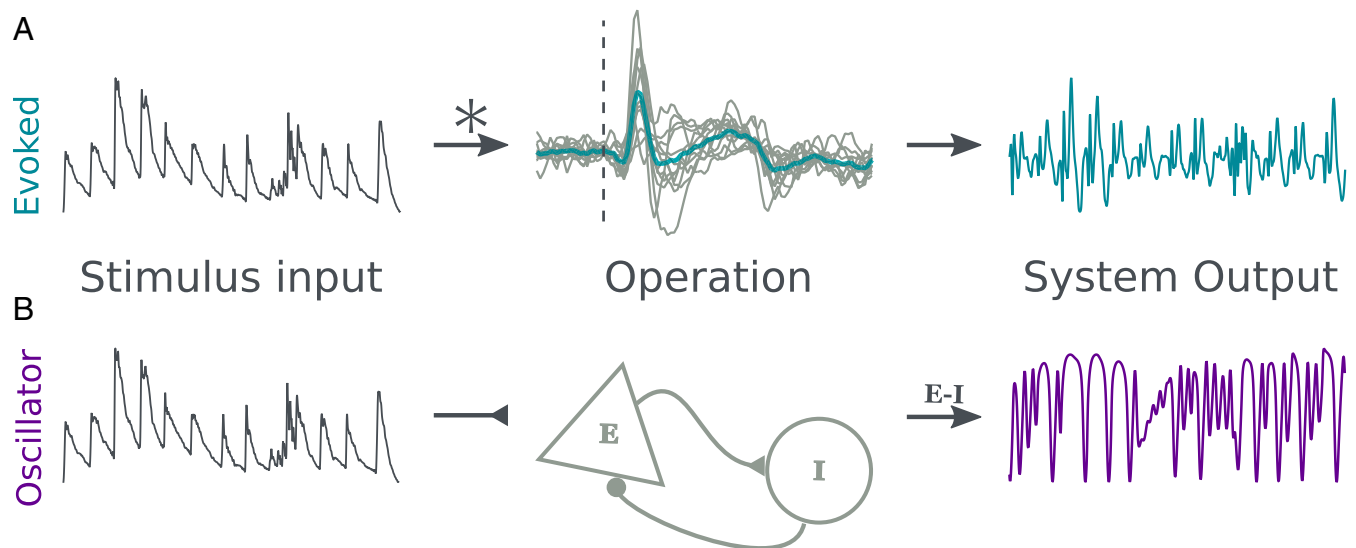 A
Evoked
*
Stimulus input
Operation
System Output
B
Oscillator
E
I
E-I